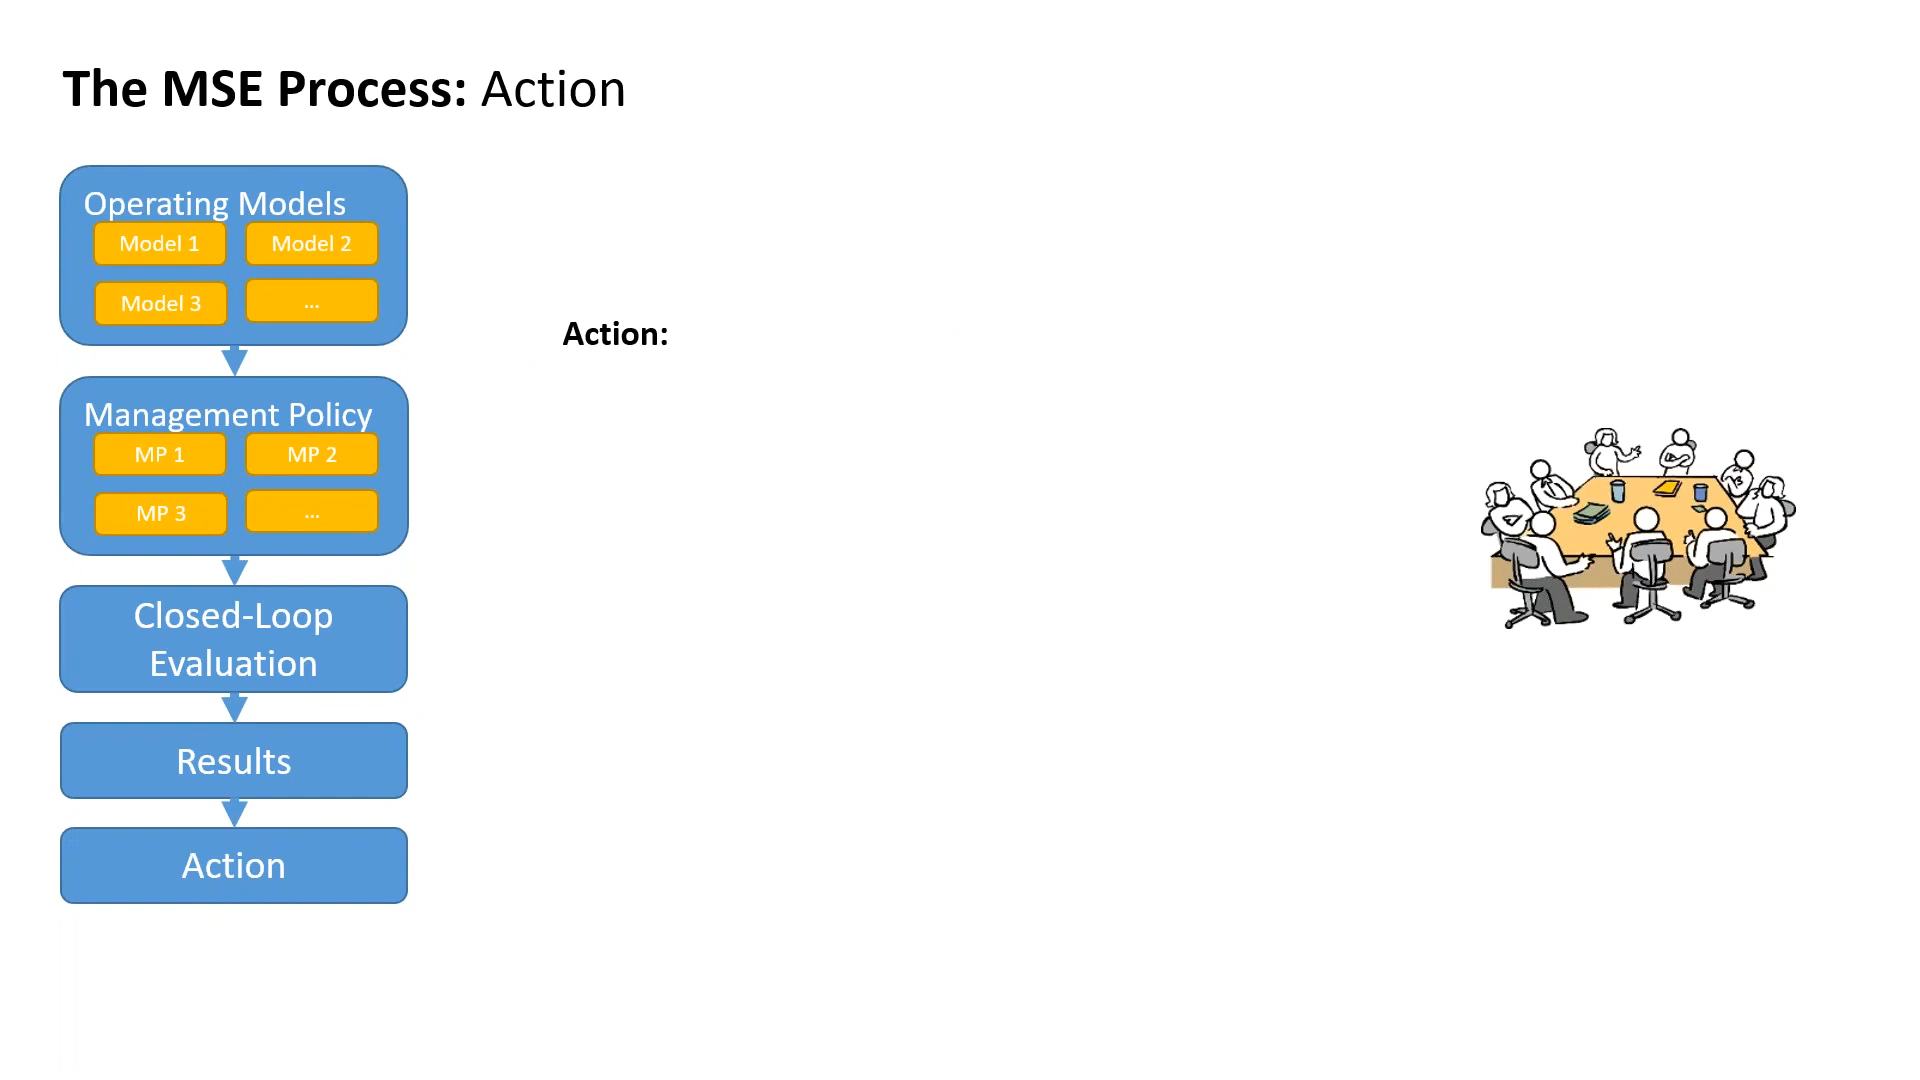 The MSE Process: Action
Operating Models
Model 1
Model 2
Model 3
...
Management Policy
MP 1
MP 2
MP 3
...
Closed-Loop
Evaluation
Results
Action
Action: